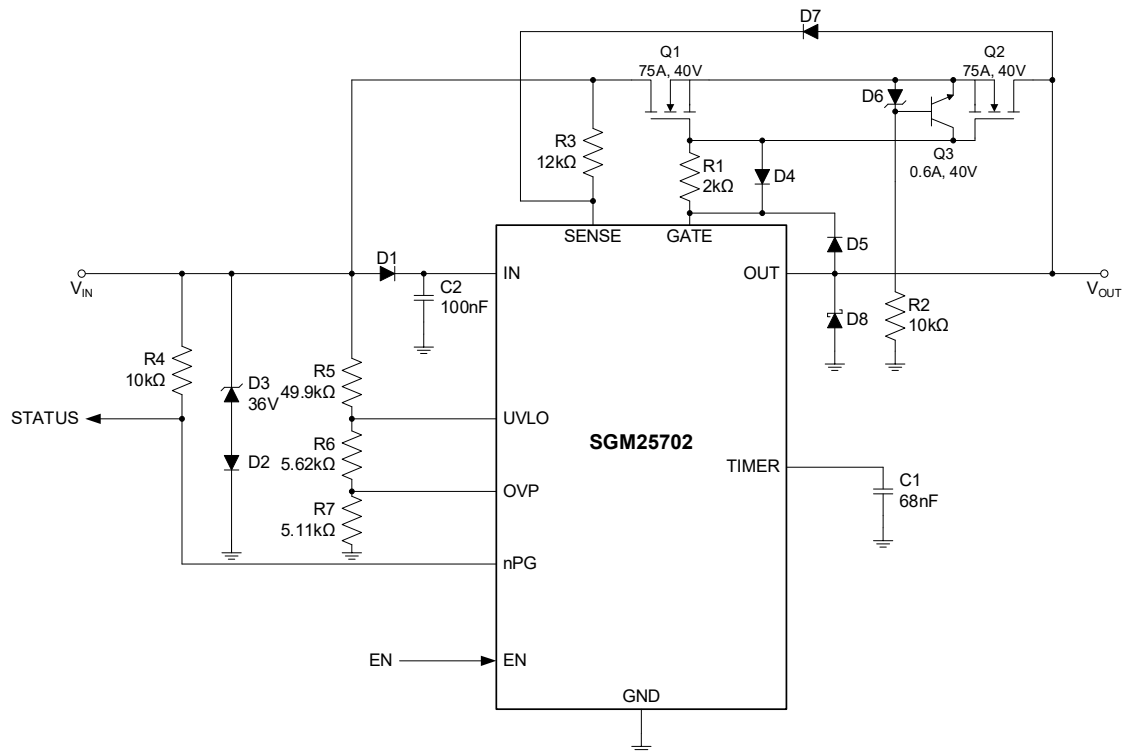 D7
Q1
75A, 40V
Q2
75A, 40V
D6
R3
12kΩ
R1
2kΩ
D4
Q3
0.6A, 40V
SENSE
GATE
D5
V_IN
D1
IN
OUT
V_OUT
C2
100nF
D8
R2
10kΩ
R4
10kΩ
D3
36V
R5
49.9kΩ
STATUS
UVLO
SGM25702
R6
5.62kΩ
D2
TIMER
C1
68nF
OVP
R7
5.11kΩ
nPG
EN
EN
GND